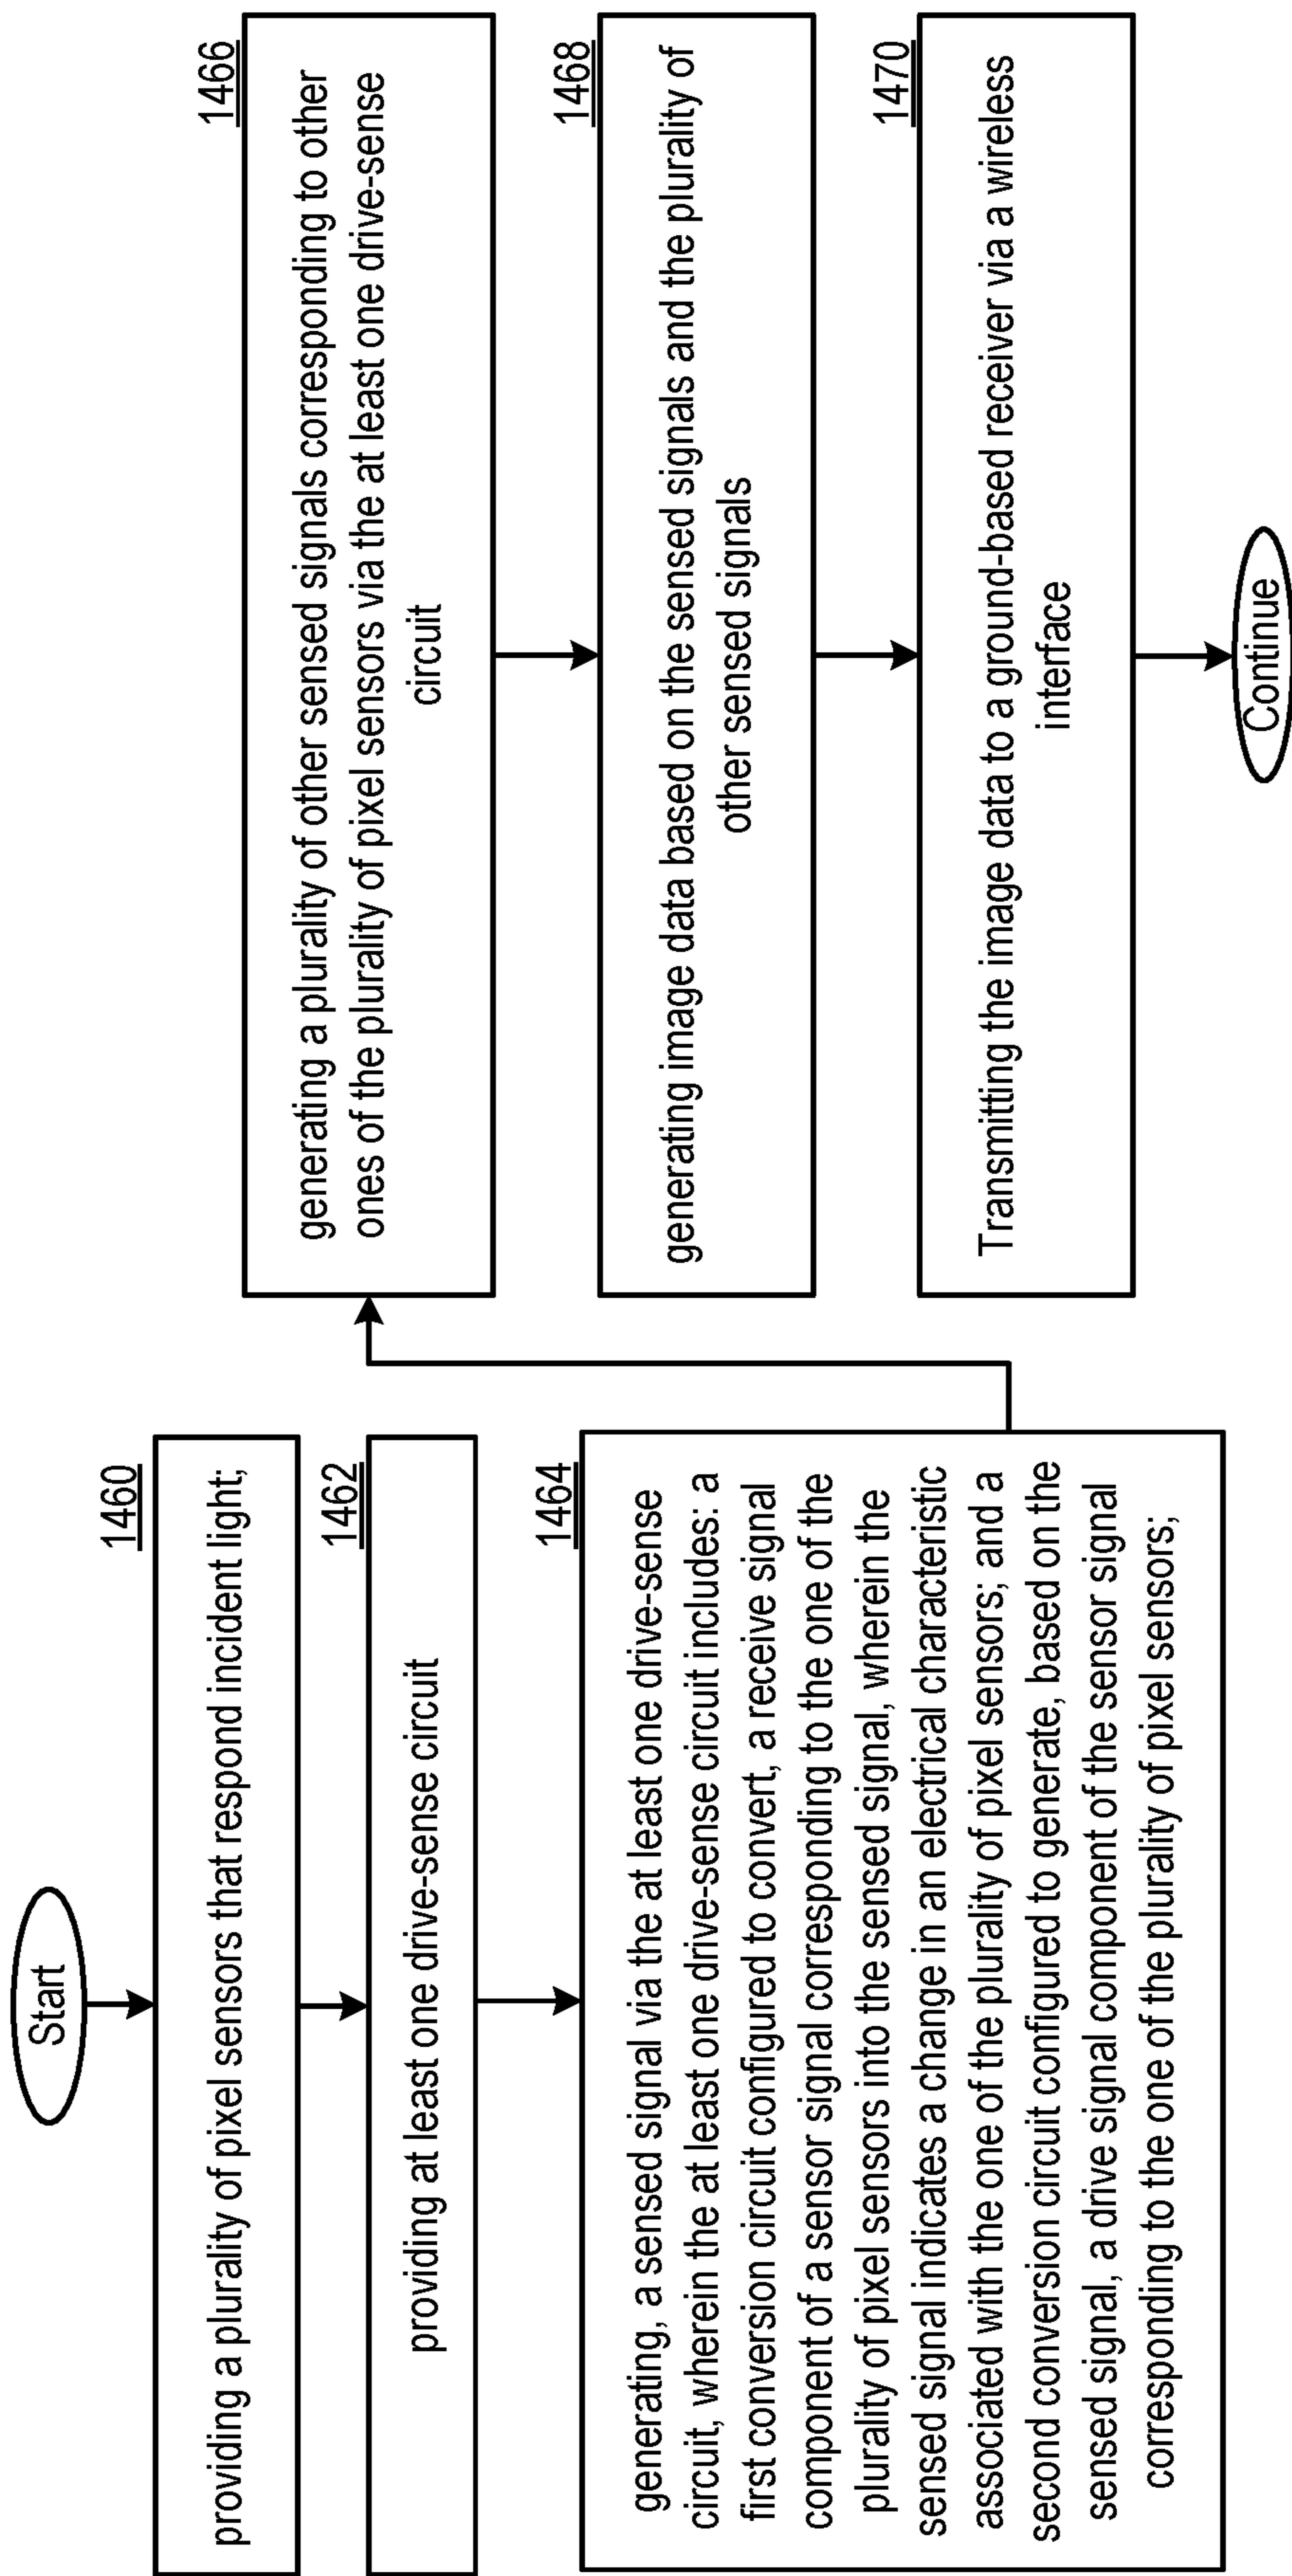 Start
1460
providing a plurality of pixel sensors that respond incident light;
1462
providing at least one drive-sense circuit
1464
generating, a sensed signal via the at least one drive-sense
circuit, wherein the at least one drive-sense circuit includes: a
first conversion circuit configured to convert, a receive signal
component of a sensor signal corresponding to the one of the
plurality of pixel sensors into the sensed signal, wherein the
sensed signal indicates a change in an electrical characteristic
associated with the one of the plurality of pixel sensors; and a
second conversion circuit configured to generate, based on the
sensed signal, a drive signal component of the sensor signal
corresponding to the one of the plurality of pixel sensors;
1466
generating a plurality of other sensed signals corresponding to other
ones of the plurality of pixel sensors via the at least one drive-sense
circuit
1468
generating image data based on the sensed signals and the plurality of
other sensed signals
1470
Transmitting the image data to a ground-based receiver via a wireless
interface
Continue